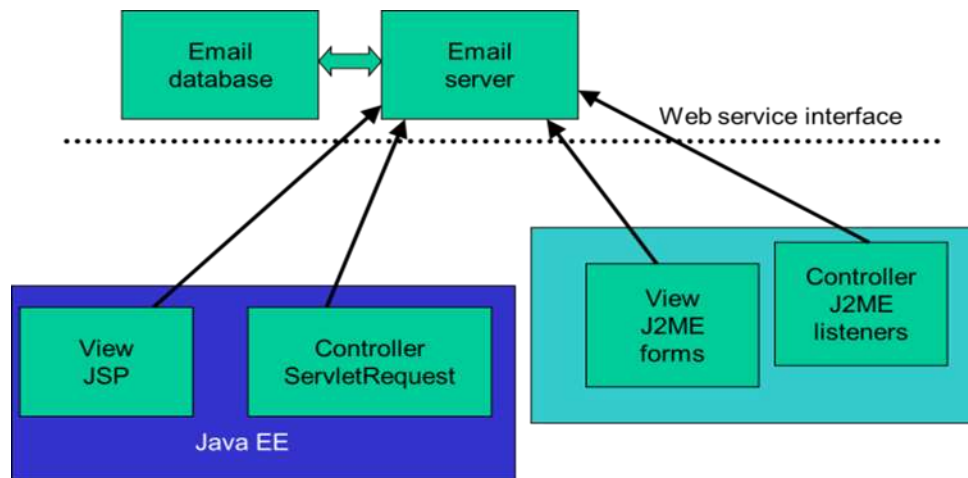 Email
database
Email
server
Web service interface
View
JSP
Controller
ServletRequest
Java EE
View
J2ME
forms
Controller
J2ME
listeners